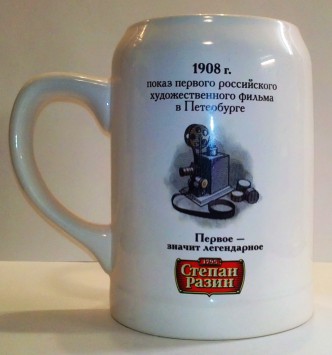 1908 г.
показ первого российского
художественного фильма
в Петербурге
Первое —
значит легендарное
1795
Степан
Разин